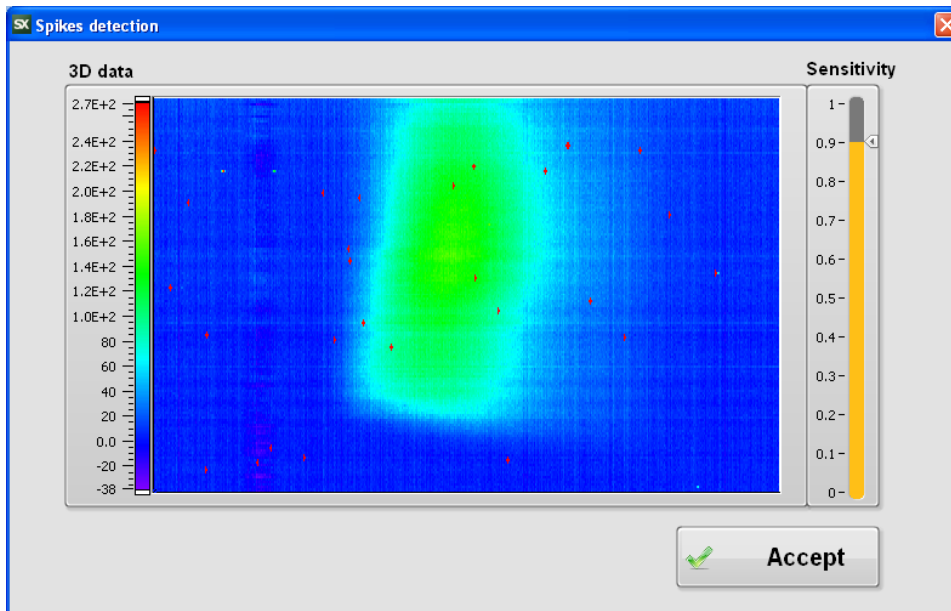 SX Spikes detection
3D data
Sensitivity
2.7E+2
2.4E+2
2.2E+2
2.0E+2
1.8E+2
1.6E+2
1.4E+2
1.2E+2
1.0E+2
80
60
40
20
0.0
-20
-38
1
0.9
0.8
0.7
0.6
0.5
0.4
0.3
0.2
0.1
0
Accept